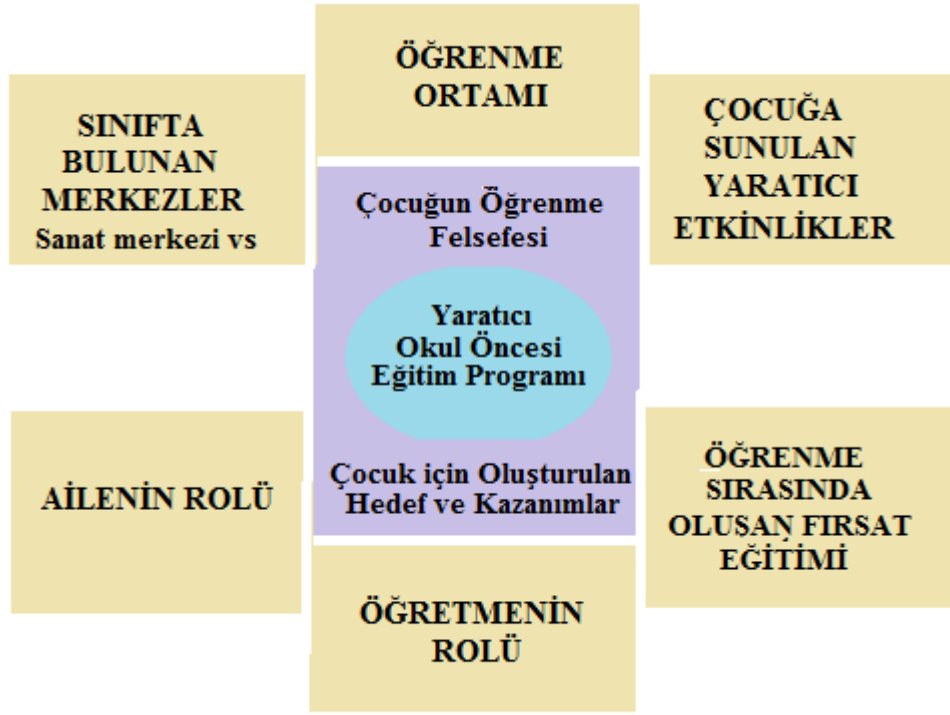 ÖĞRENME
ORTAMI
SINIFTA
BULUNAN
MERKEZLER
Sanat merkezi vs
ÇOCUĞA
SUNULAN
YARATICI
ETKİNLİKLER
Çocuğun Öğrenme
Felsefesi
Yaratıcı
Okul Öncesi
Eğitim Programı
Çocuk için Oluşturulan
Hedef ve Kazanımlar
AİLENİN ROLÜ
ÖĞRENME
SIRASINDA
OLUŞAN FIRSAT
EĞİTİMİ
ÖĞRETMENİN
ROLÜ